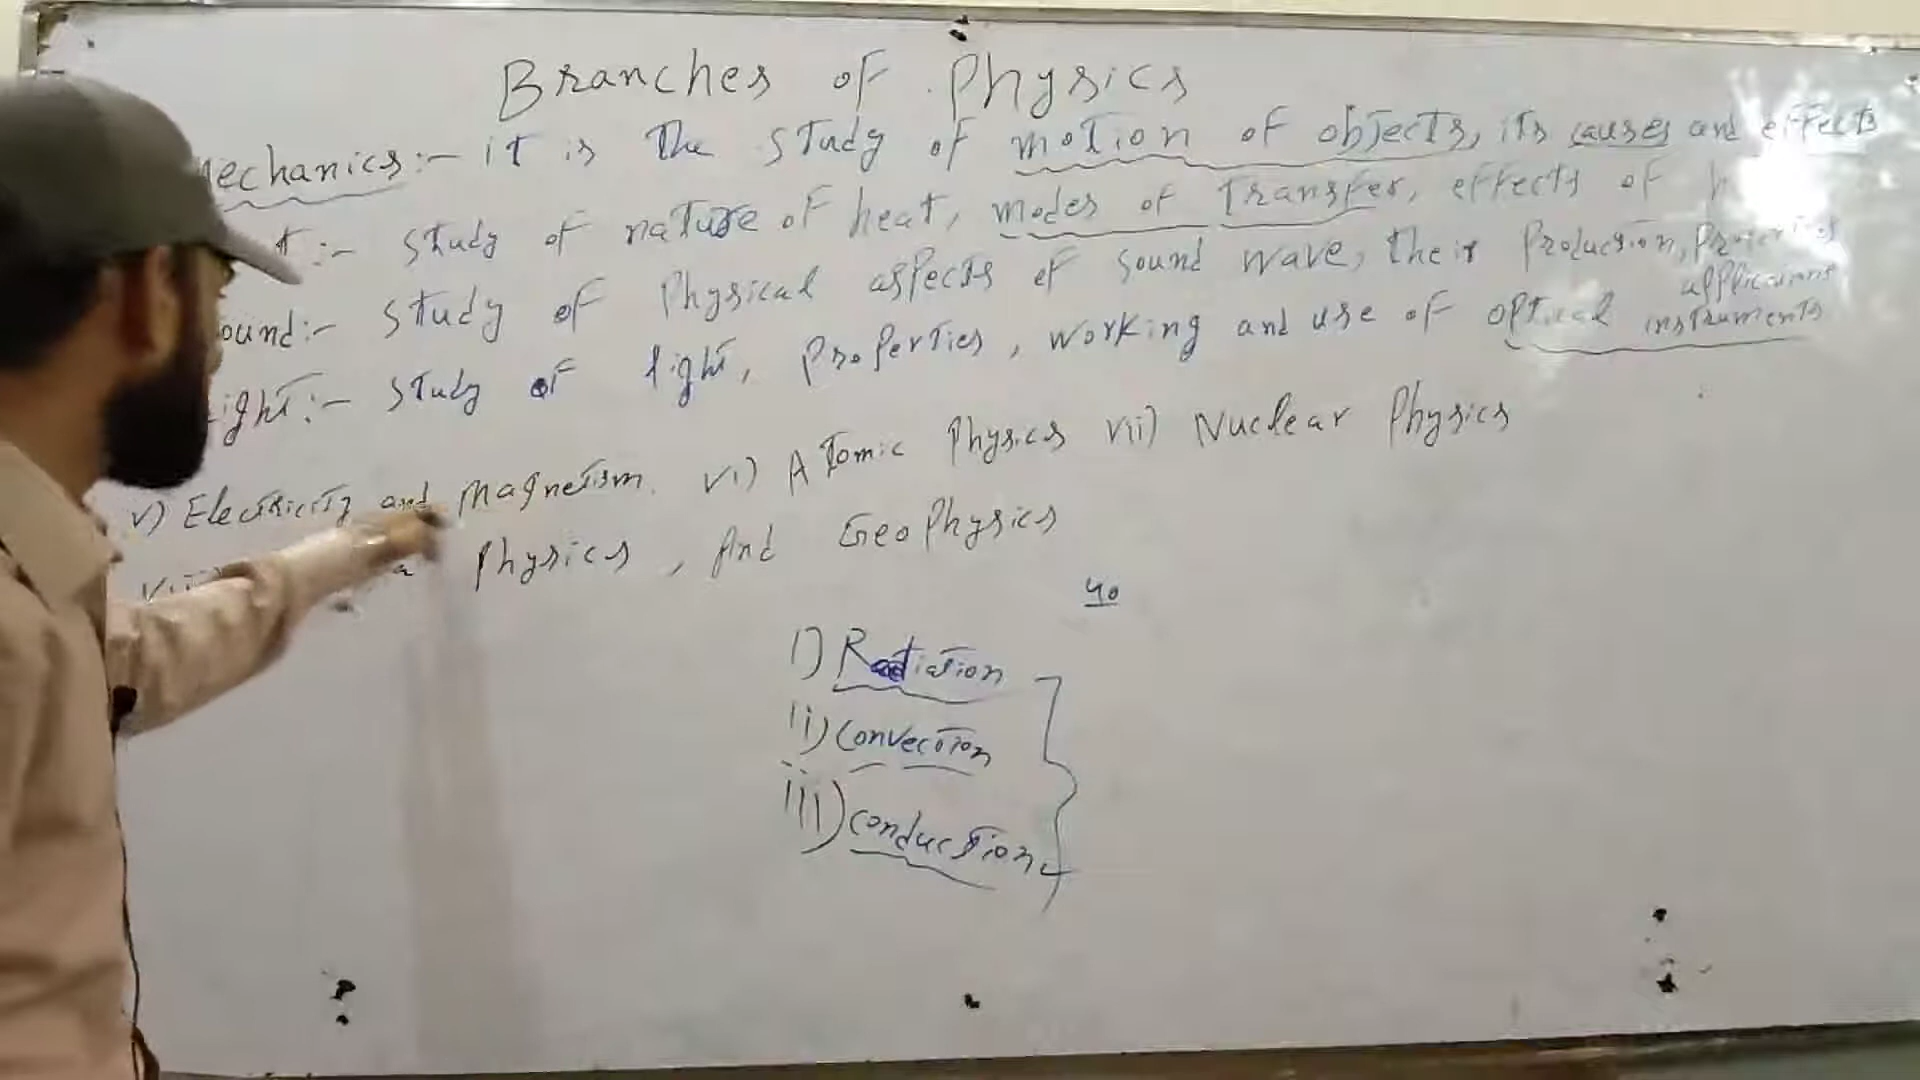 Branches of Physics
Mechanics:- it is the study of motion of objects, its causes and effects
:- Study of nature of heat, modes of Transfer, effects of
ound:- Study of Physical aspects of sound wave, their Production, Properties
applications
ight:- Study of light, Properties, working and use of optical instruments
v) Electricity and Magnetism. vi) Atomic Physics vii) Nuclear Physics
Physics, And GeoPhysics
40
i) Radiation
ii) convection
iii) conduction